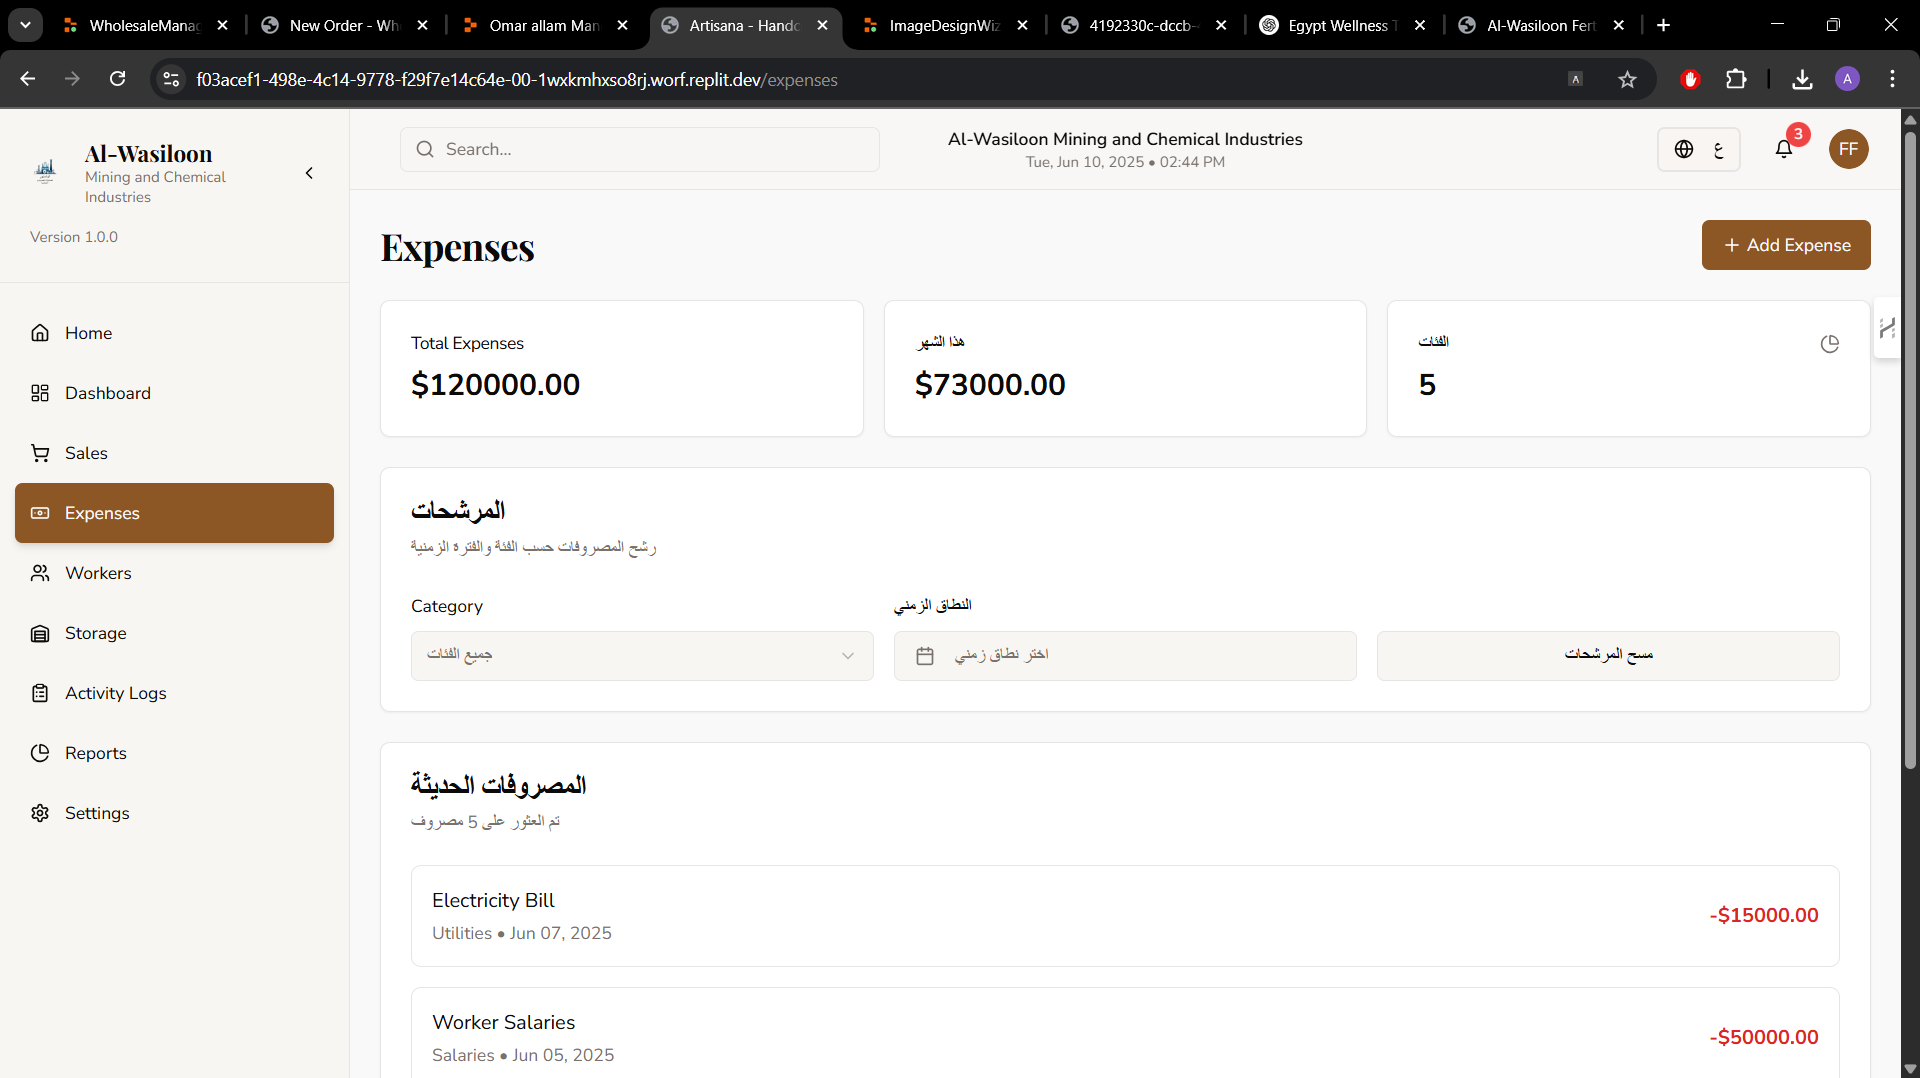 WholesaleManag
New Order - Wh
Omar allam Man
Artisana - Handc
ImageDesignWiz
4192330c-dccb-
Egypt Wellness T
Al-Wasiloon Fert
f03acef1-498e-4c14-9778-f29f7e14c64e-00-1wxkmhxso8rj.worf.replit.dev/expenses
A
Al-Wasiloon
Mining and Chemical
Industries
Version 1.0.0
Search...
Al-Wasiloon Mining and Chemical Industries
Tue, Jun 10, 2025 • 02:44 PM
ع
3
FF
Home
Dashboard
Sales
Expenses
Workers
Storage
Activity Logs
Reports
Settings
Expenses
+ Add Expense
Total Expenses
$120000.00
هذا الشهر
$73000.00
الفئات
5
المرشحات
رشح المصروفات حسب الفئة والفترة الزمنية
Category
جميع الفئات
النطاق الزمني
اختر نطاق زمني
مسح المرشحات
المصروفات الحديثة
تم العثور على 5 مصروف
Electricity Bill
Utilities • Jun 07, 2025
-$15000.00
Worker Salaries
Salaries • Jun 05, 2025
-$50000.00